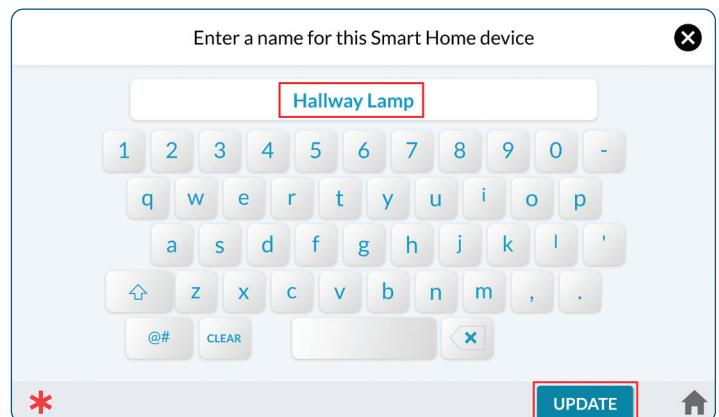 Enter a name for this Smart Home device
Hallway Lamp
1 2 3 4 5 6 7 8 9 0 -
q w e r t y u i o p
a s d f g h j k l '
z x c v b n m , .
@# CLEAR
UPDATE